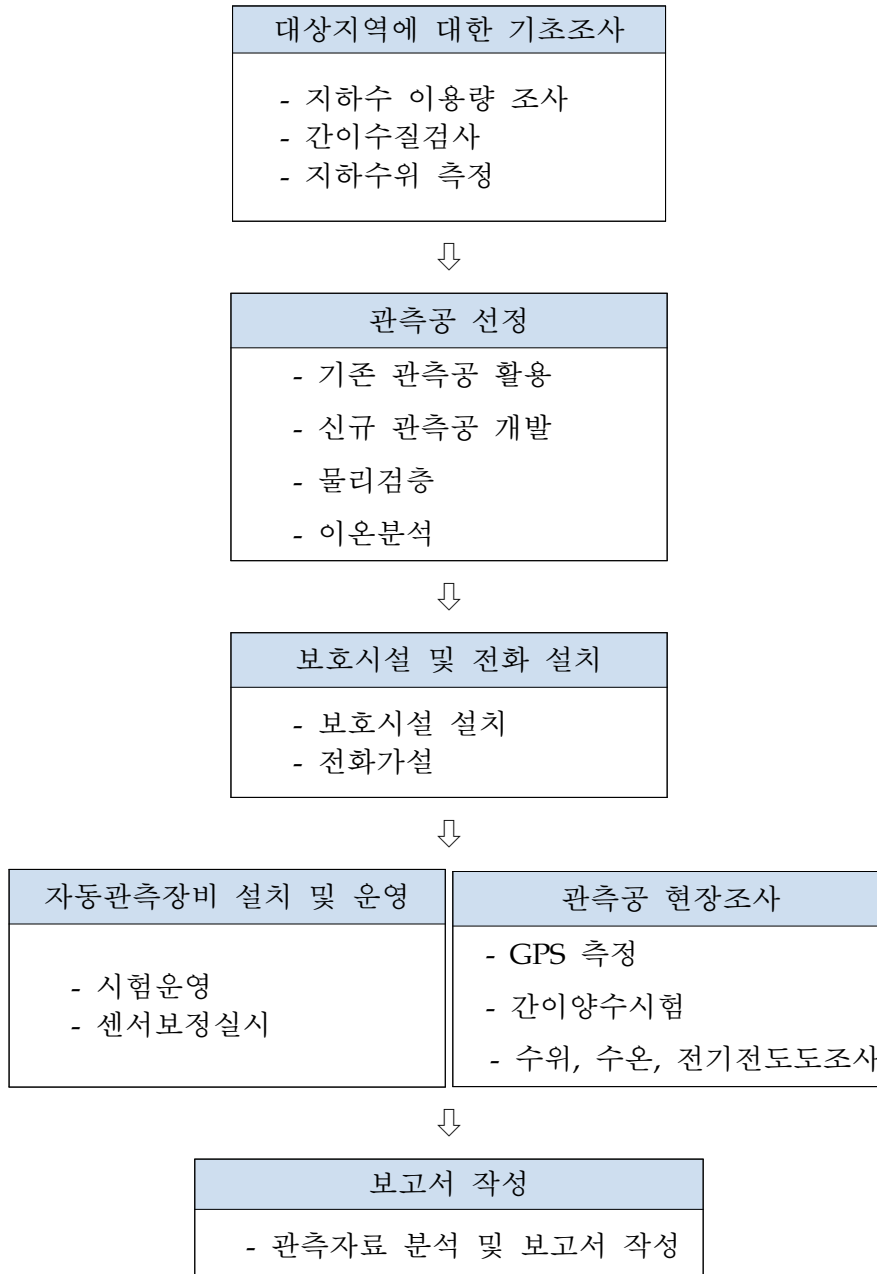 대상지역에 대한 기초조사
- 지하수 이용량 조사
- 간이수질검사
- 지하수위 측정
관측공 선정
- 기존 관측공 활용
- 신규 관측공 개발
- 물리검층
- 이온분석
보호시설 및 전화 설치
- 보호시설 설치
- 전화가설
자동관측장비 설치 및 운영
- 시험운영
- 센서보정실시
관측공 현장조사
- GPS 측정
- 간이양수시험
- 수위, 수온, 전기전도도조사
보고서 작성
- 관측자료 분석 및 보고서 작성